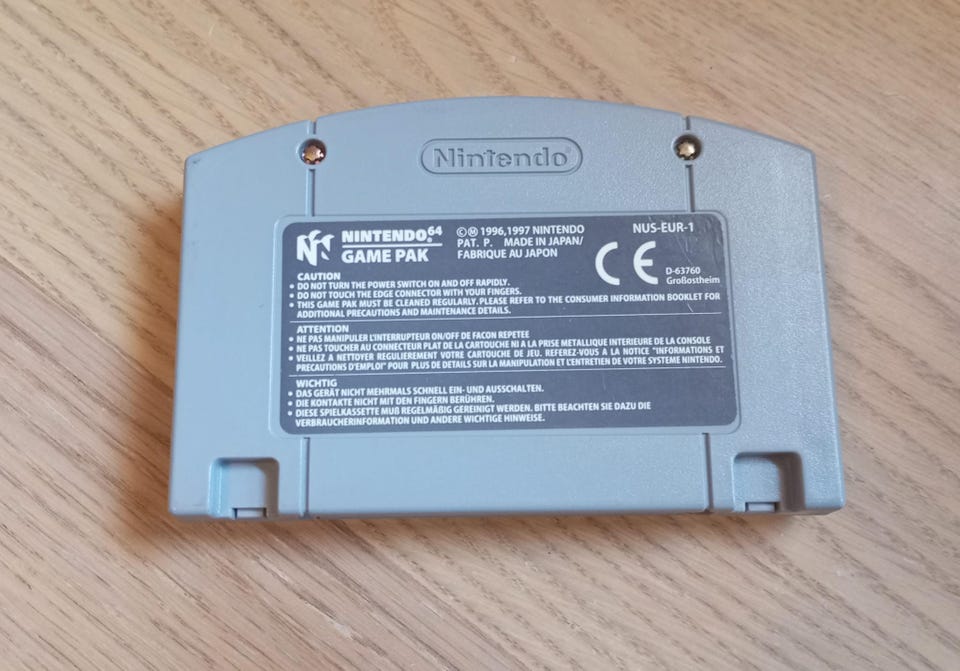 Nintendo
NINTENDO64 ©Ⓜ 1996,1997 NINTENDO NUS-EUR-1
GAME PAK PAT. P. MADE IN JAPAN/
FABRIQUE AU JAPON
CE D-63760
Großostheim
CAUTION
• DO NOT TURN THE POWER SWITCH ON AND OFF RAPIDLY.
• DO NOT TOUCH THE EDGE CONNECTOR WITH YOUR FINGERS.
• THIS GAME PAK MUST BE CLEANED REGULARLY. PLEASE REFER TO THE CONSUMER INFORMATION BOOKLET FOR
ADDITIONAL PRECAUTIONS AND MAINTENANCE DETAILS.
ATTENTION
• NE PAS MANIPULER L'INTERRUPTEUR ON/OFF DE FACON REPETEE
• NE PAS TOUCHER AU CONNECTEUR PLAT DE LA CARTOUCHE NI A LA PRISE METALLIQUE INTERIEURE DE LA CONSOLE
• VEILLEZ A NETTOYER REGULIEREMENT VOTRE CARTOUCHE DE JEU. REFEREZ-VOUS A LA NOTICE "INFORMATIONS ET
PRECAUTIONS D'EMPLOI" POUR PLUS DE DETAILS SUR LA MANIPULATION ET L'ENTRETIEN DE VOTRE SYSTEME NINTENDO.
WICHTIG
• DAS GERÄT NICHT MEHRMALS SCHNELL EIN- UND AUSSCHALTEN.
• DIE KONTAKTE NICHT MIT DEN FINGERN BERÜHREN.
• DIESE SPIELKASSETTE MUß REGELMÄßIG GEREINIGT WERDEN. BITTE BEACHTEN SIE DAZU DIE
VERBRAUCHERINFORMATION UND ANDERE WICHTIGE HINWEISE.